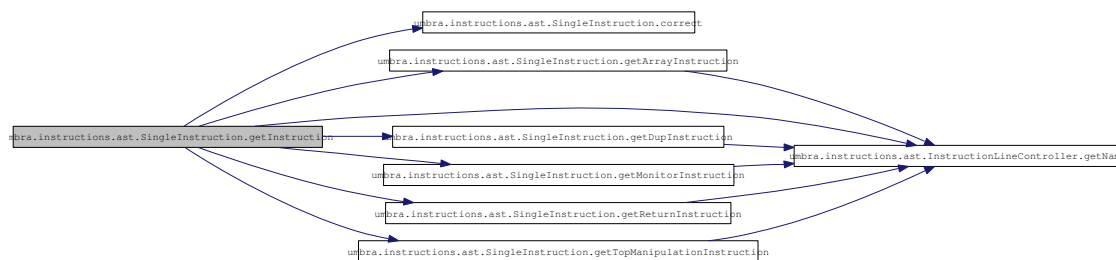 umbra.instructions.ast.SingleInstruction.correct
umbra.instructions.ast.SingleInstruction.getArrayInstruction
mbra.instructions.ast.SingleInstruction.getInstruction
umbra.instructions.ast.SingleInstruction.getDupInstruction
umbra.instructions.ast.InstructionLineController.getNam
umbra.instructions.ast.SingleInstruction.getMonitorInstruction
umbra.instructions.ast.SingleInstruction.getReturnInstruction
umbra.instructions.ast.SingleInstruction.getTopManipulationInstruction